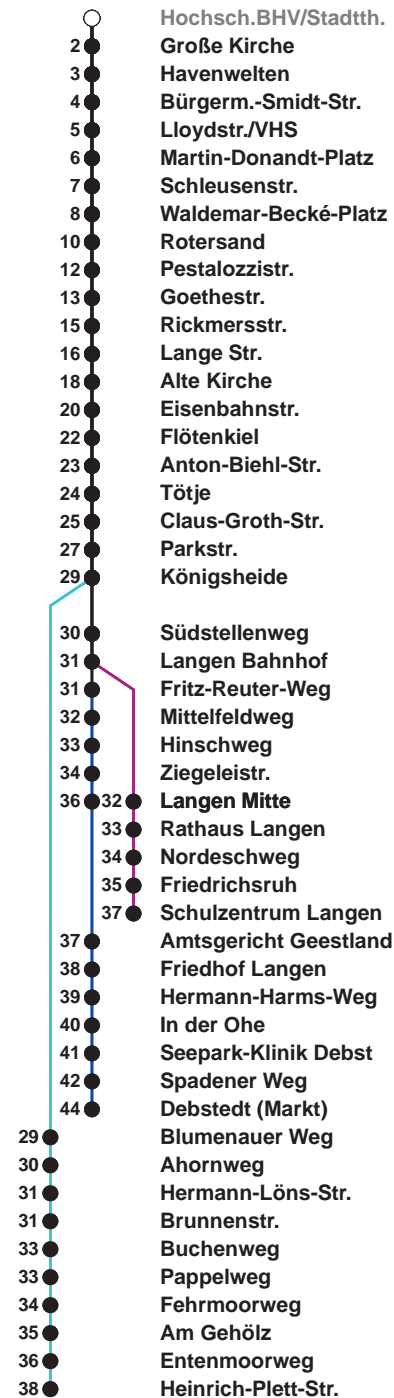 Hochsch.BHV/Stadtth.
2 Große Kirche
3 Havenwelten
4 Bürgerm.-Smidt-Str.
5 Lloydstr./VHS
6 Martin-Donandt-Platz
7 Schleusenstr.
8 Waldemar-Becké-Platz
10 Rotersand
12 Pestalozzistr.
13 Goethestr.
15 Rickmersstr.
16 Lange Str.
18 Alte Kirche
20 Eisenbahnstr.
22 Flötenkiel
23 Anton-Biehl-Str.
24 Tötje
25 Claus-Groth-Str.
27 Parkstr.
29 Königsheide
30 Südstellenweg
31 Langen Bahnhof
31 Fritz-Reuter-Weg
32 Mittelfeldweg
33 Hinschweg
34 Ziegeleistr.
36 32 Langen Mitte
33 Rathaus Langen
34 Nordeschweg
35 Friedrichsruh
37 Schulzentrum Langen
37 Amtsgericht Geestland
38 Friedhof Langen
39 Hermann-Harms-Weg
40 In der Ohe
41 Seepark-Klinik Debst
42 Spadener Weg
44 Debstedt (Markt)
29 Blumenauer Weg
30 Ahornweg
31 Hermann-Löns-Str.
31 Brunnenstr.
33 Buchenweg
33 Pappelweg
34 Fehrmoorweg
35 Am Gehölz
36 Entenmoorweg
38 Heinrich-Plett-Str.